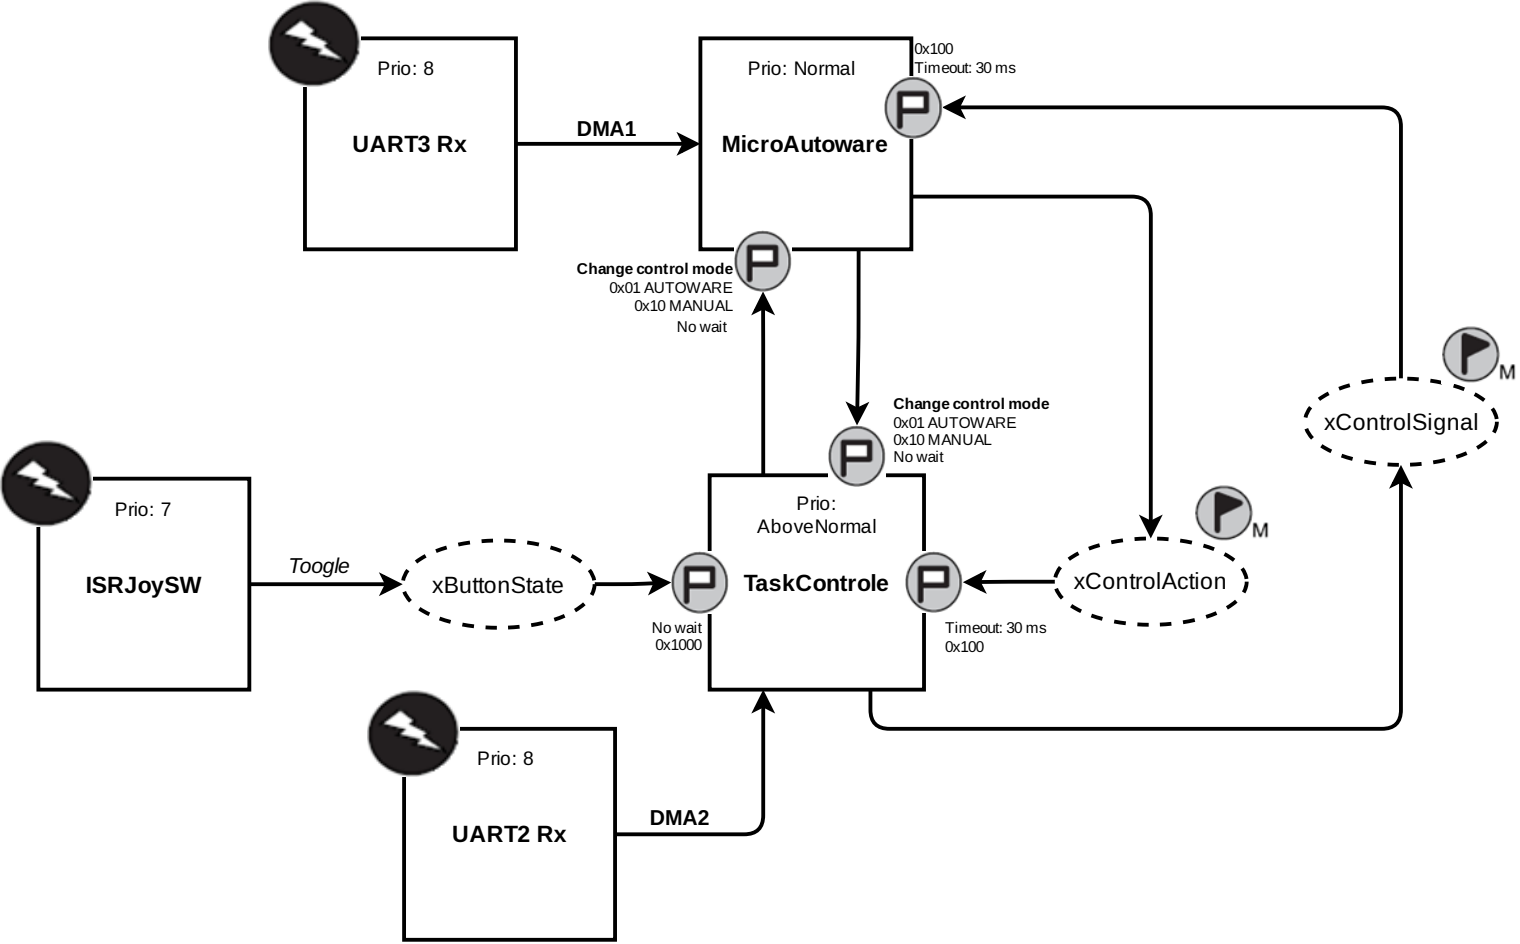 Prio: 8
UART3 Rx
DMA1
Prio: Normal
MicroAutoware
0x100
Timeout: 30 ms
Change control mode
0x01 AUTOWARE
0x10 MANUAL
No wait
Change control mode
0x01 AUTOWARE
0x10 MANUAL
No wait
M
xControlSignal
Prio: 7
ISRJoySW
Toogle
xButtonState
No wait
0x1000
Prio:
AboveNormal
TaskControle
Timeout: 30 ms
0x100
M
xControlAction
Prio: 8
UART2 Rx
DMA2